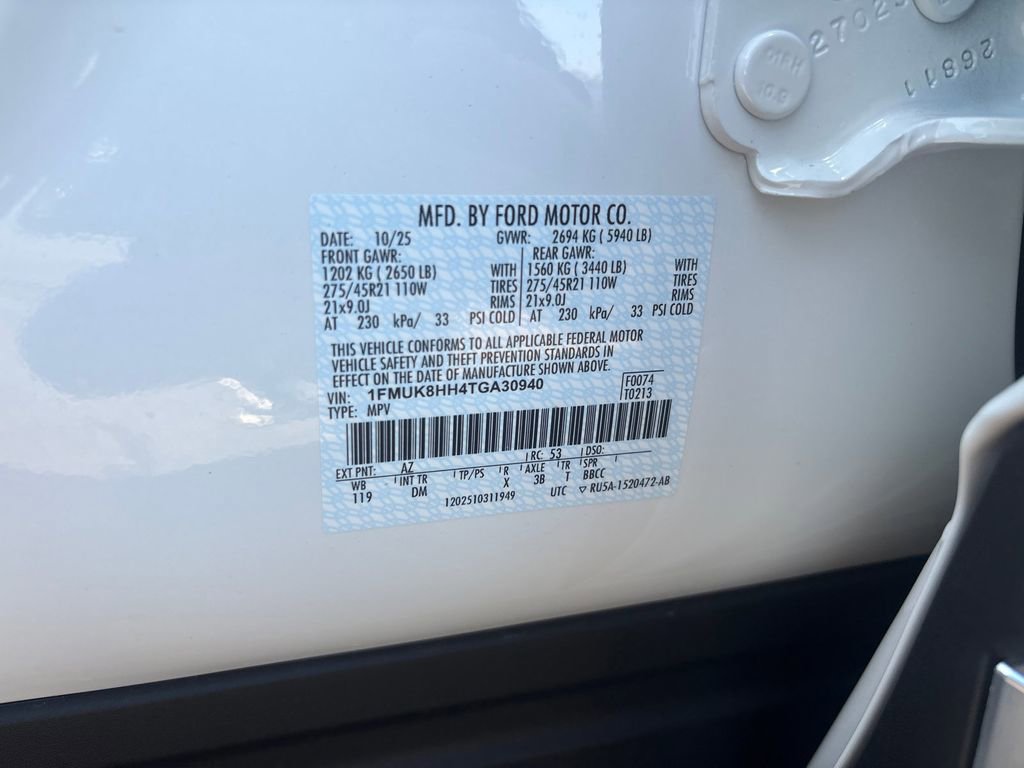 27023
26811
01FH
10.9
MFD. BY FORD MOTOR CO.
DATE: 10/25 GVWR: 2694 KG ( 5940 LB)
FRONT GAWR: REAR GAWR:
1202 KG ( 2650 LB) WITH 1560 KG ( 3440 LB) WITH
275/45R21 110W TIRES 275/45R21 110W TIRES
21x9.0J RIMS 21x9.0J RIMS
AT 230 kPa/ 33 PSI COLD AT 230 kPa/ 33 PSI COLD
THIS VEHICLE CONFORMS TO ALL APPLICABLE FEDERAL MOTOR
VEHICLE SAFETY AND THEFT PREVENTION STANDARDS IN
EFFECT ON THE DATE OF MANUFACTURE SHOWN ABOVE.
VIN: 1FMUK8HH4TGA30940 F0074
TYPE: MPV T0213
EXT PNT: AZ RC: 53 DSO:
WB INT TR TP/PS R AXLE TR SPR
119 DM X 3B T BBCC
1202510311949 UTC ▽ RU5A-1520472-AB